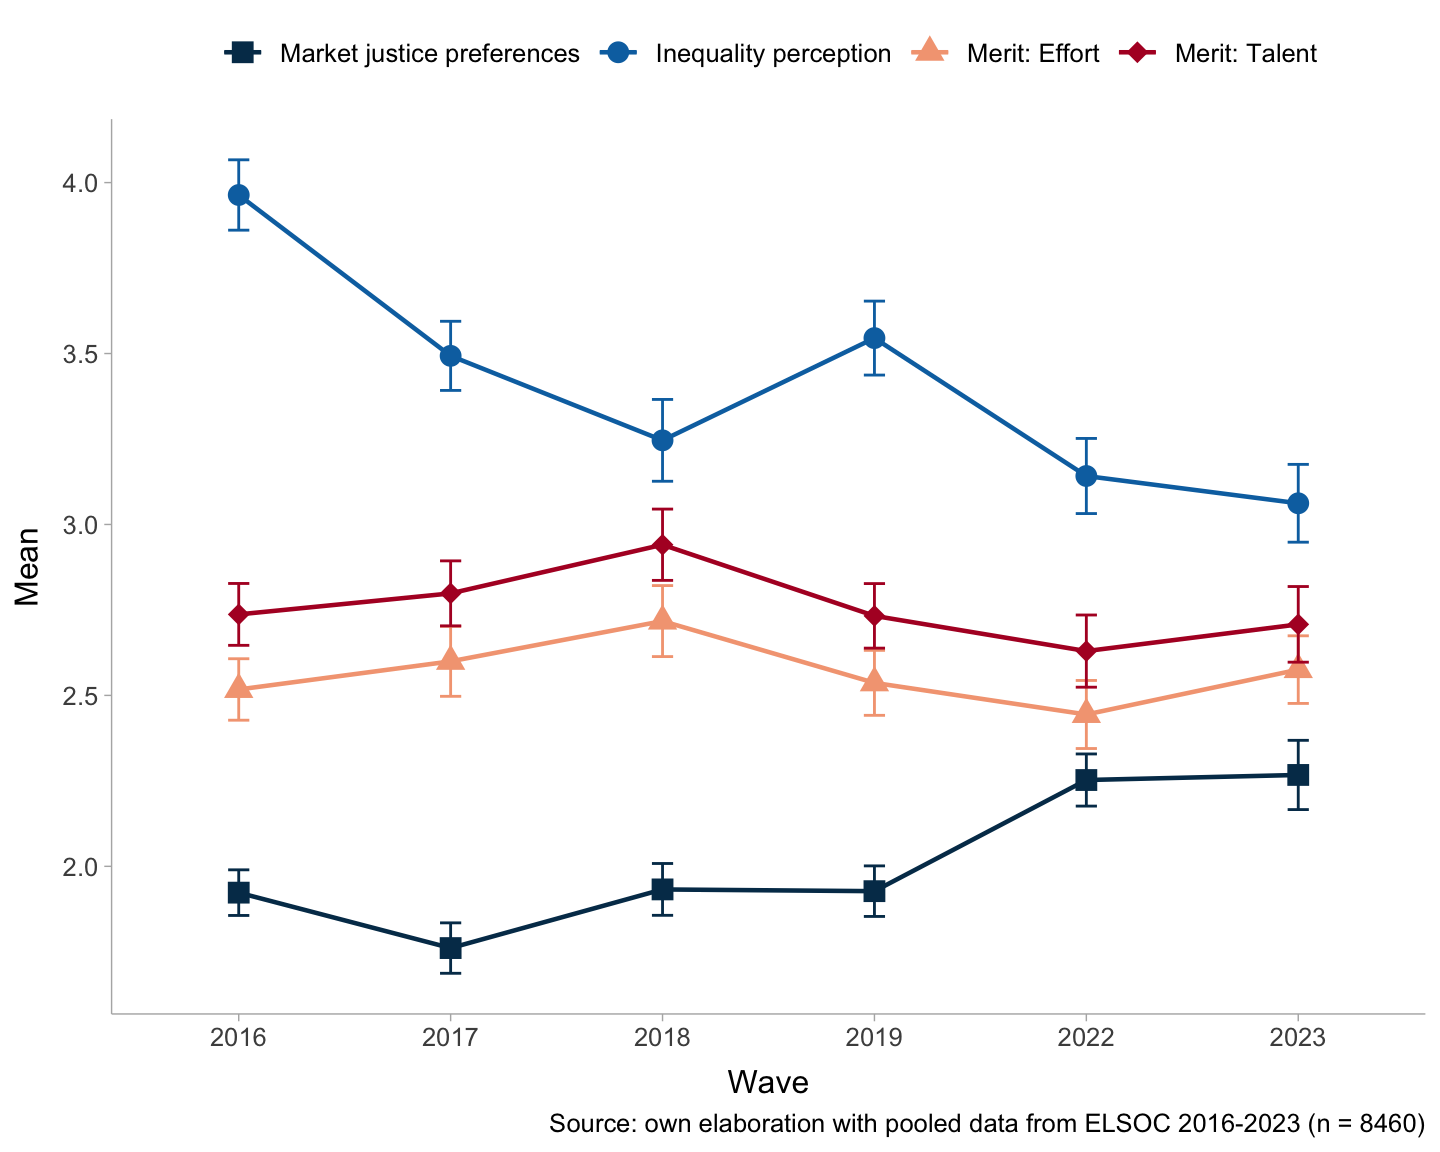 Market justice preferences Inequality perception Merit: Effort Merit: Talent
Mean
4.0
3.5
3.0
2.5
2.0
2016 2017 2018 2019 2022 2023
Wave
Source: own elaboration with pooled data from ELSOC 2016-2023 (n = 8460)